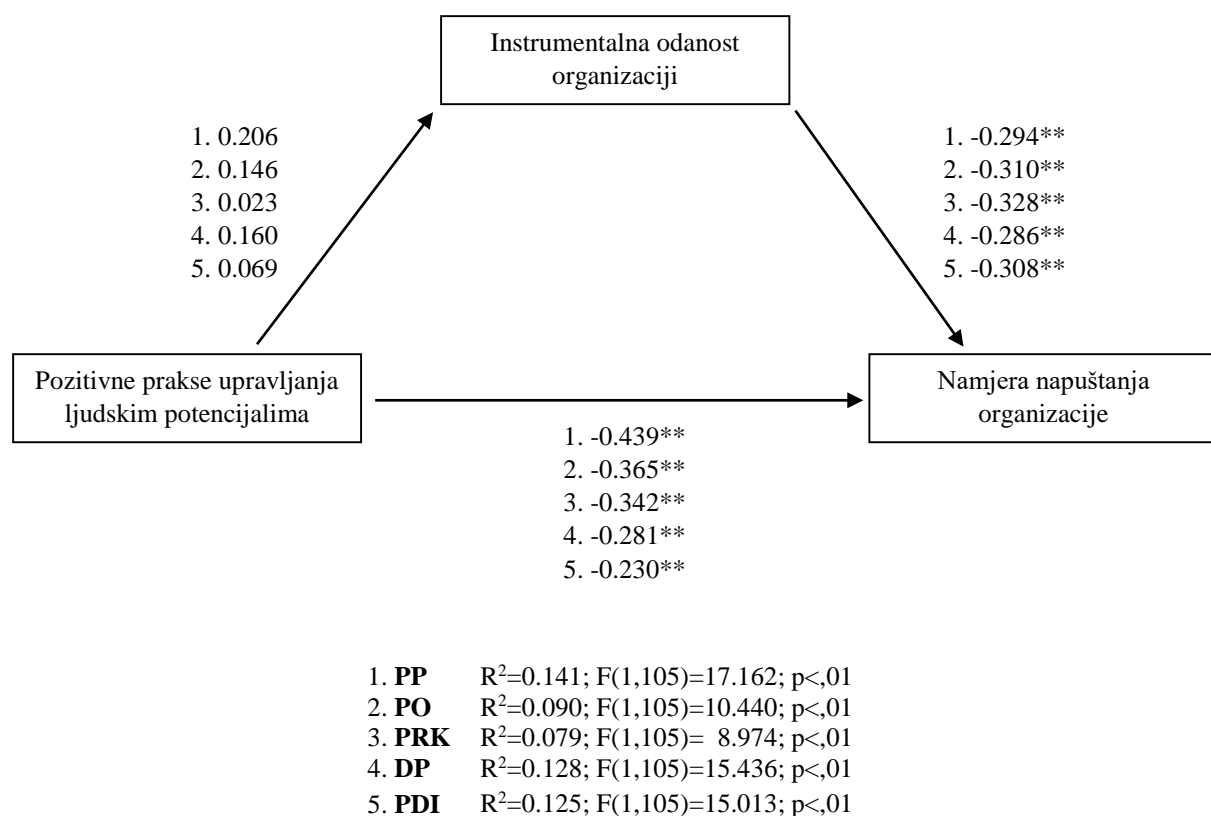 Instrumentalna odanost
organizaciji
1. 0.206
2. 0.146
3. 0.023
4. 0.160
5. 0.069
1. -0.294**
2. -0.310**
3. -0.328**
4. -0.286**
5. -0.308**
Pozitivne prakse upravljanja
ljudskim potencijalima
Namjera napuštanja
organizacije
1. -0.439**
2. -0.365**
3. -0.342**
4. -0.281**
5. -0.230**
1. PP R²=0.141; F(1,105)=17.162; p<,01
2. PO R²=0.090; F(1,105)=10.440; p<,01
3. PRK R²=0.079; F(1,105)= 8.974; p<,01
4. DP R²=0.128; F(1,105)=15.436; p<,01
5. PDI R²=0.125; F(1,105)=15.013; p<,01